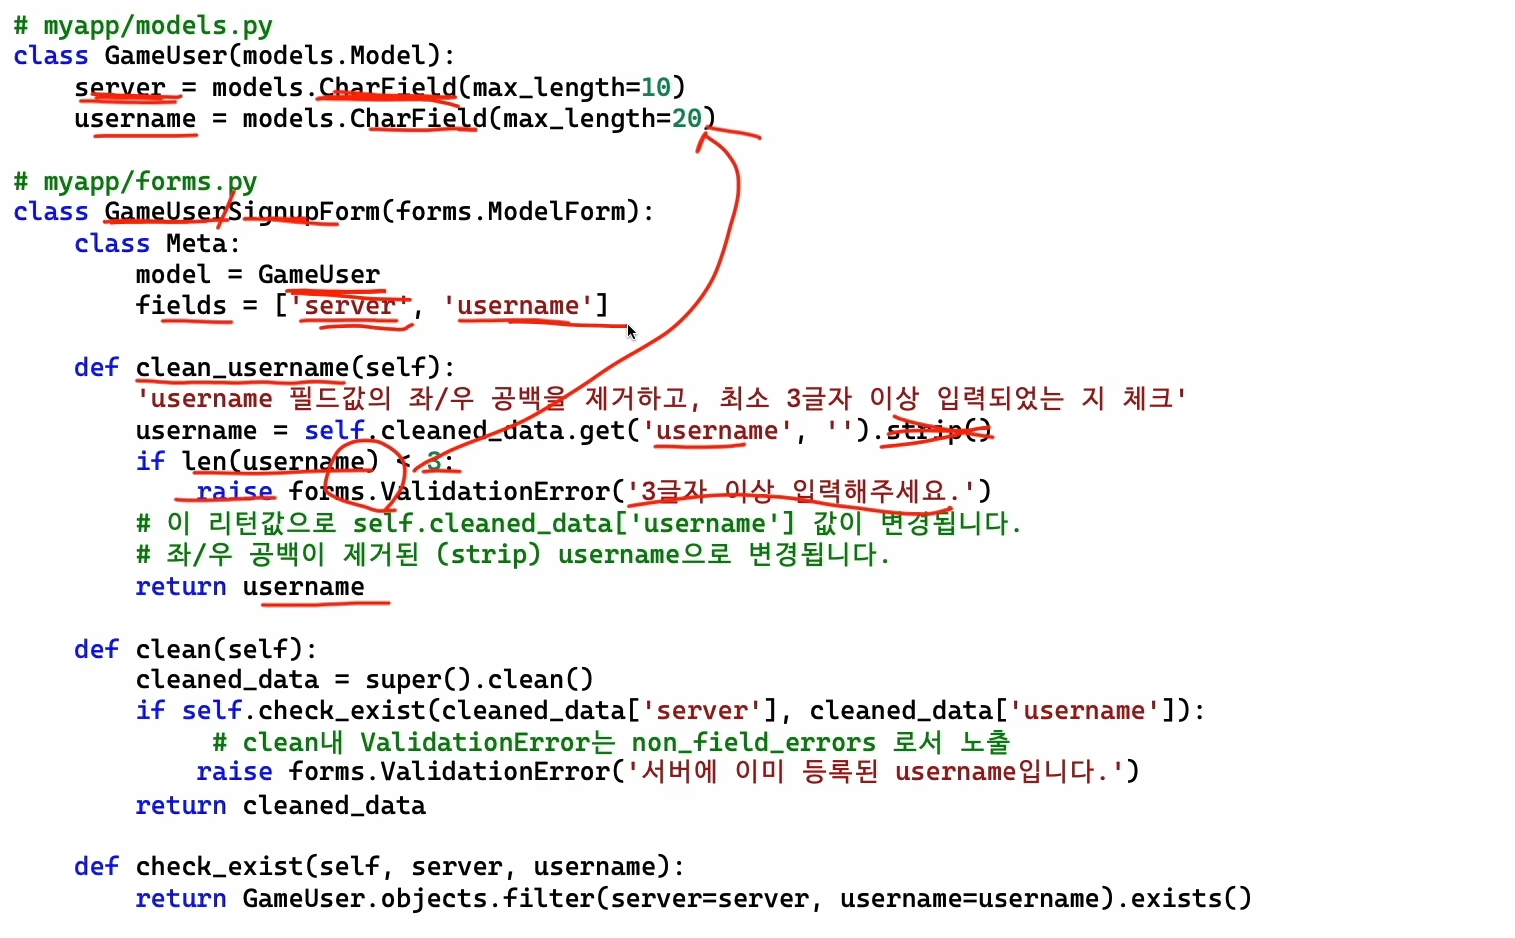 # myapp/models.py
class GameUser(models.Model):
    server = models.CharField(max_length=10)
    username = models.CharField(max_length=20)

# myapp/forms.py
class GameUserSignupForm(forms.ModelForm):
    class Meta:
        model = GameUser
        fields = ['server', 'username']

    def clean_username(self):
        'username 필드값의 좌/우 공백을 제거하고, 최소 3글자 이상 입력되었는 지 체크'
        username = self.cleaned_data.get('username', '').strip()
        if len(username) < 3:
            raise forms.ValidationError('3글자 이상 입력해주세요.')
        # 이 리턴값으로 self.cleaned_data['username'] 값이 변경됩니다.
        # 좌/우 공백이 제거된 (strip) username으로 변경됩니다.
        return username

    def clean(self):
        cleaned_data = super().clean()
        if self.check_exist(cleaned_data['server'], cleaned_data['username']):
             # clean내 ValidationError는 non_field_errors 로서 노출
            raise forms.ValidationError('서버에 이미 등록된 username입니다.')
        return cleaned_data

    def check_exist(self, server, username):
        return GameUser.objects.filter(server=server, username=username).exists()